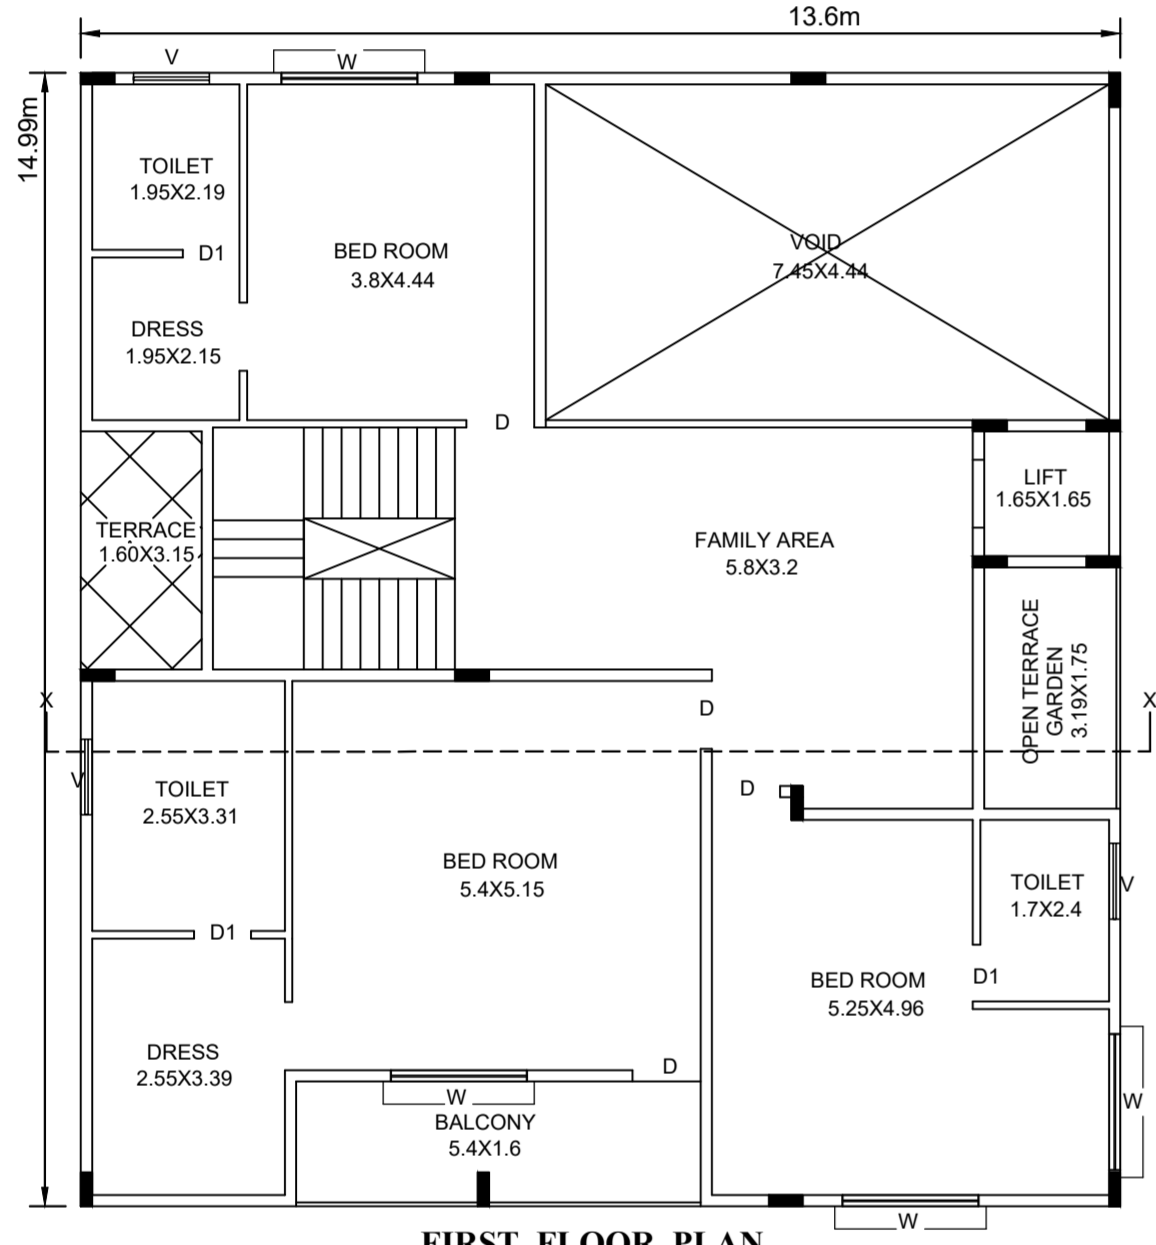 13.6m
V
W
14.99m
TOILET
1.95X2.19
D1
BED ROOM
3.8X4.44
VOID
7.45X4.44
DRESS
1.95X2.15
D
LIFT
1.65X1.65
TERRACE
1.60X3.15
FAMILY AREA
5.8X3.2
OPEN TERRACE
GARDEN
3.19X1.75
X
X
D
V
TOILET
2.55X3.31
D
BED ROOM
5.4X5.15
TOILET
1.7X2.4
V
D1
BED ROOM
5.25X4.96
D1
DRESS
2.55X3.39
D
W
W
BALCONY
5.4X1.6
W
FIRST FLOOR PLAN